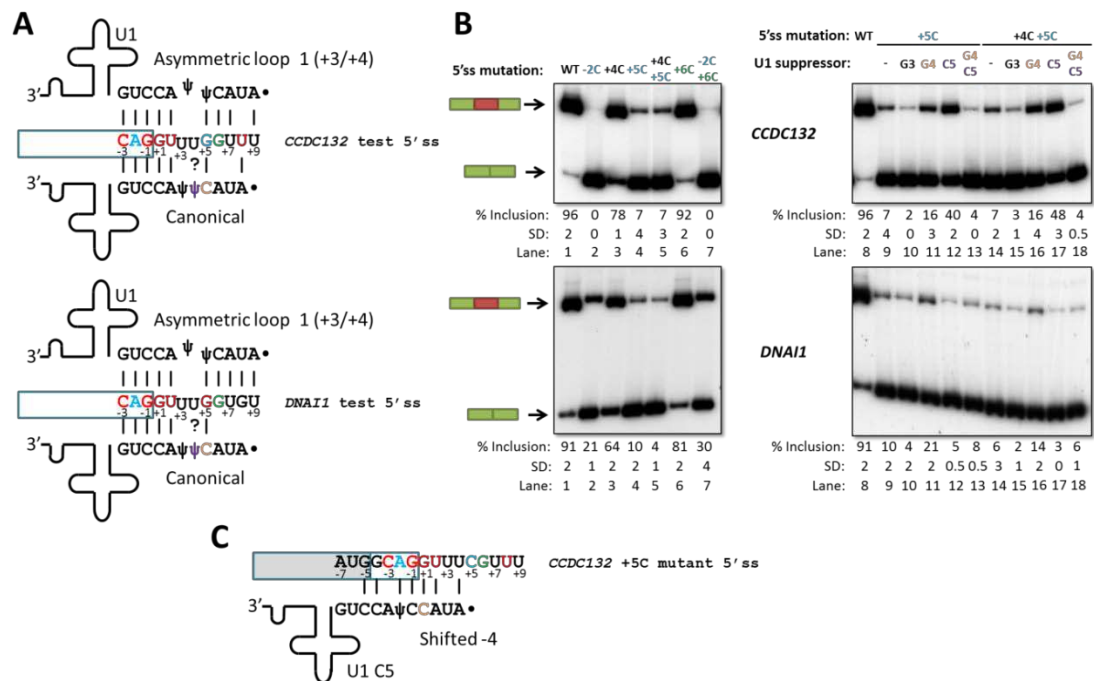 A
U1
Asymmetric loop 1 (+3/+4)
3’
GUCCA ψ ψCAUA•
CAGGUUUGGUUU
CCDC132 test 5'ss
-3 -1 +1 +3 +5 +7 +9
?
3’ GUCCAψψCAUA•
Canonical
U1
Asymmetric loop 1 (+3/+4)
3’
GUCCA ψ ψCAUA•
CAGGUUUGGUGU
DNAI1 test 5'ss
-3 -1 +1 +3 +5 +7 +9
?
3’ GUCCAψψCAUA•
Canonical
B
5'ss mutation: WT -2C +4C +5C +4C +5C +6C -2C +6C
% Inclusion: 96 0 78 7 7 92 0
SD: 2 0 1 4 3 2 0
Lane: 1 2 3 4 5 6 7
5'ss mutation: WT +5C +4C +5C
U1 suppressor: - G3 G4 C5 G4 C5 - G3 G4 C5 G4 C5
CCDC132
% Inclusion: 96 7 2 16 40 4 7 3 16 48 4
SD: 2 4 0 3 2 0 2 1 4 3 0.5
Lane: 8 9 10 11 12 13 14 15 16 17 18
% Inclusion: 91 21 64 10 4 81 30
SD: 2 1 2 2 1 2 4
Lane: 1 2 3 4 5 6 7
DNAI1
% Inclusion: 91 10 4 21 5 8 6 2 14 3 6
SD: 2 2 2 2 0.5 0.5 3 1 2 0 1
Lane: 8 9 10 11 12 13 14 15 16 17 18
C
AUGGCAGGUUUCGUUU
CCDC132 +5C mutant 5'ss
-7 -5 -3 -1 +1 +3 +5 +7 +9
3’ GUCCAψCCAUA•
Shifted -4
U1 C5